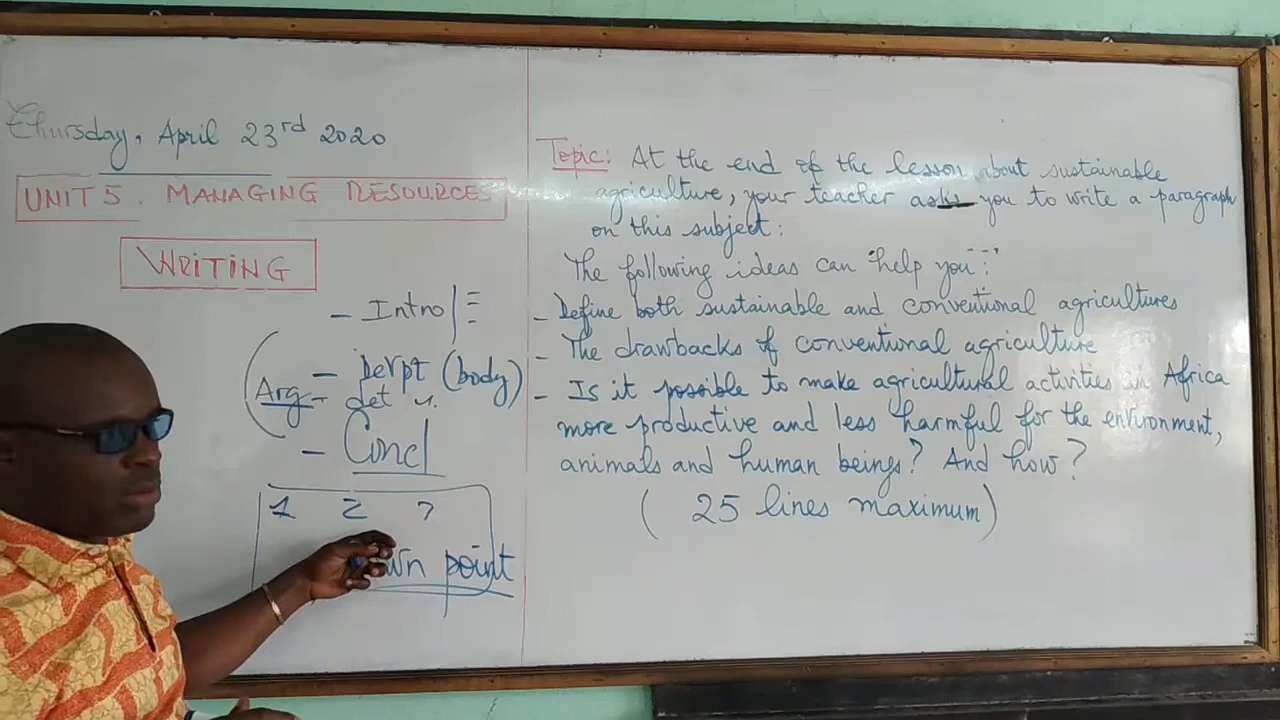 Thursday, April 23rd 2020
UNIT 5. MANAGING RESOURCES
WRITING
- Intro
- Devpt (body)
Arg - det
- Concl
1 2 ?
point
Topic: At the end of the lesson about sustainable
agriculture, your teacher asks you to write a paragraph
on this subject:
The following ideas can help you:
- Define both sustainable and conventional agricultures
- The drawbacks of conventional agriculture
- Is it possible to make agricultural activities in Africa
more productive and less harmful for the environment,
animals and human beings? And how?
( 25 lines maximum)